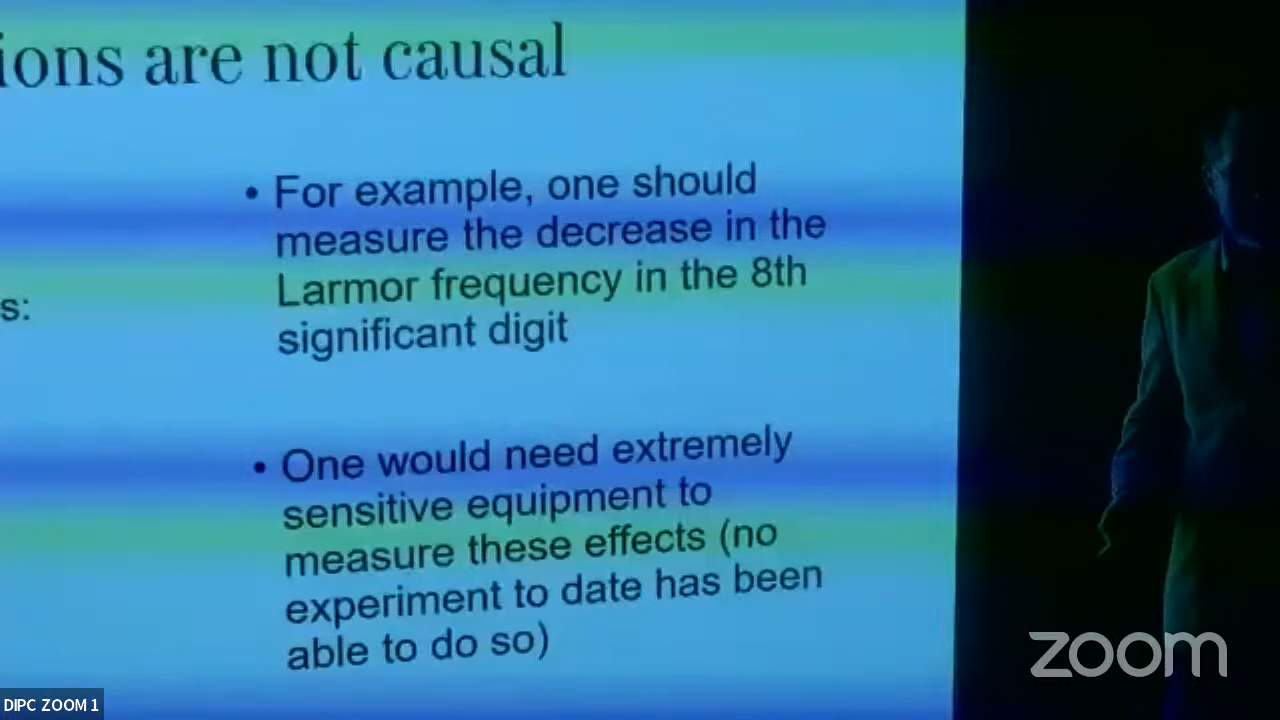 ions are not causal
• For example, one should
measure the decrease in the
Larmor frequency in the 8th
significant digit
s:
• One would need extremely
sensitive equipment to
measure these effects (no
experiment to date has been
able to do so)
zoom
DIPC ZOOM 1